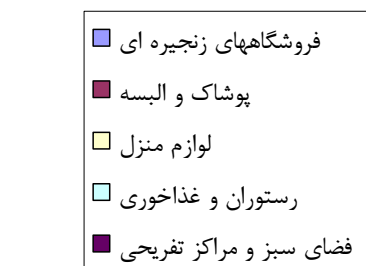 فروشگاههای زنجیره ای
پوشاک و البسه
لوازم منزل
رستوران و غذاخوری
فضای سبز و مراکز تفریحی